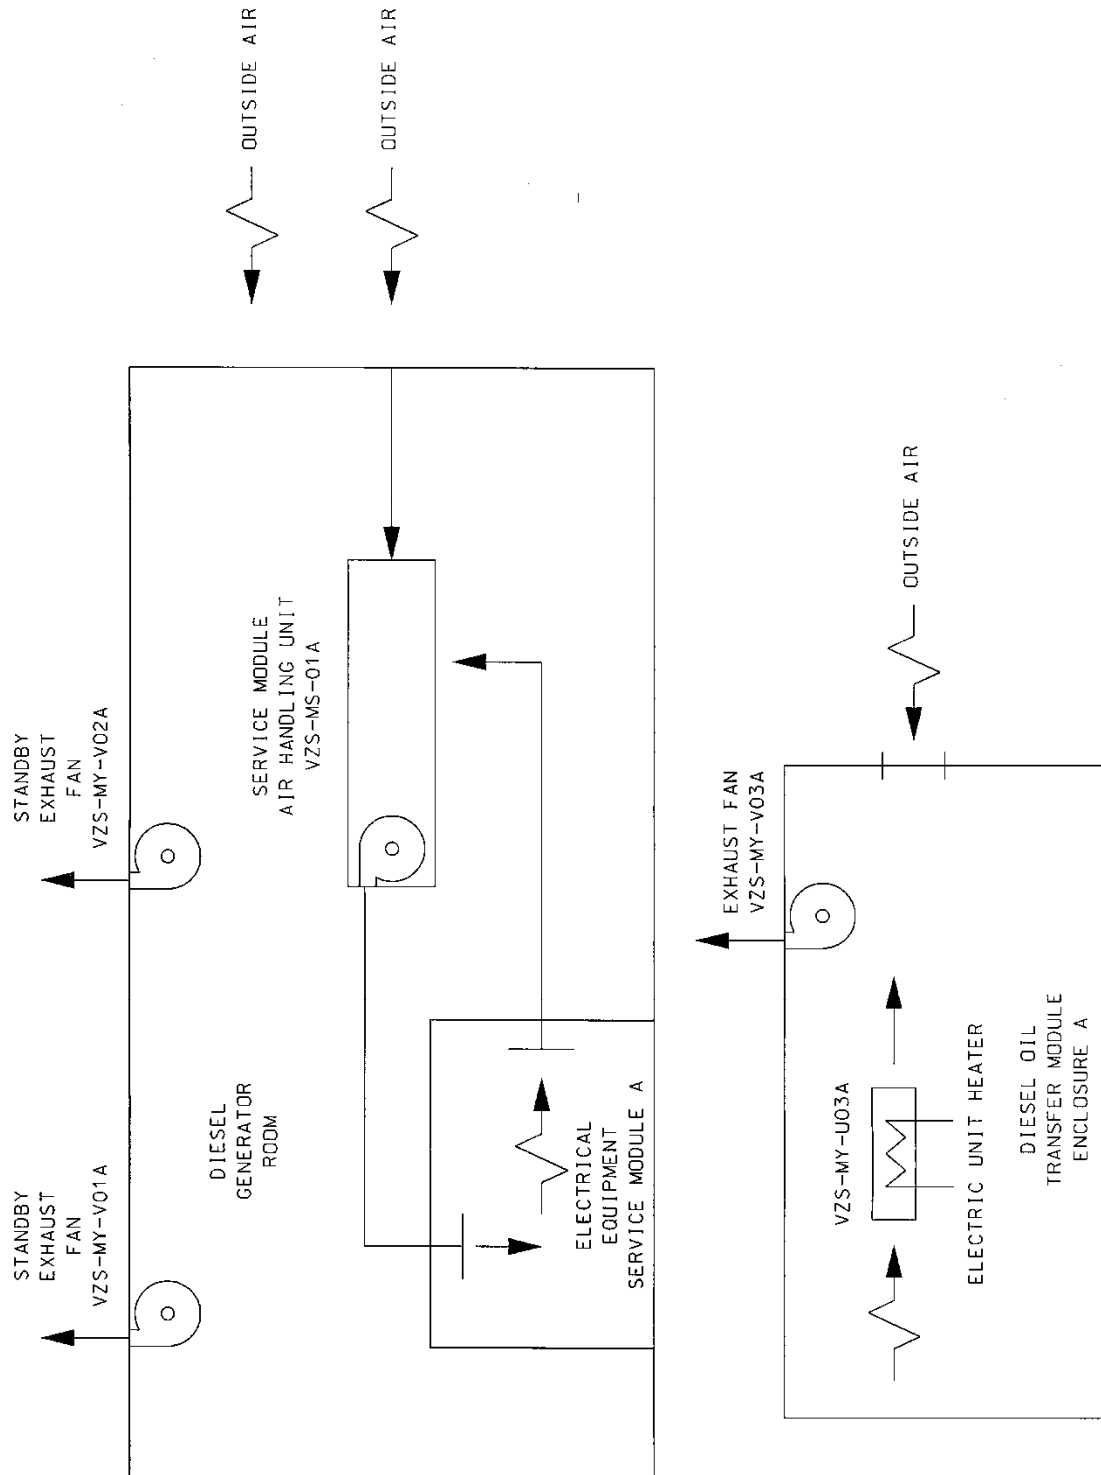 STANDBY
EXHAUST
FAN
VZS-MY-V01A
STANDBY
EXHAUST
FAN
VZS-MY-V02A
OUTSIDE AIR
OUTSIDE AIR
DIESEL
GENERATOR
ROOM
SERVICE MODULE
AIR HANDLING UNIT
VZS-MS-01A
ELECTRICAL
EQUIPMENT
SERVICE MODULE A
EXHAUST FAN
VZS-MY-V03A
OUTSIDE AIR
VZS-MY-U03A
ELECTRIC UNIT HEATER
DIESEL OIL
TRANSFER MODULE
ENCLOSURE A